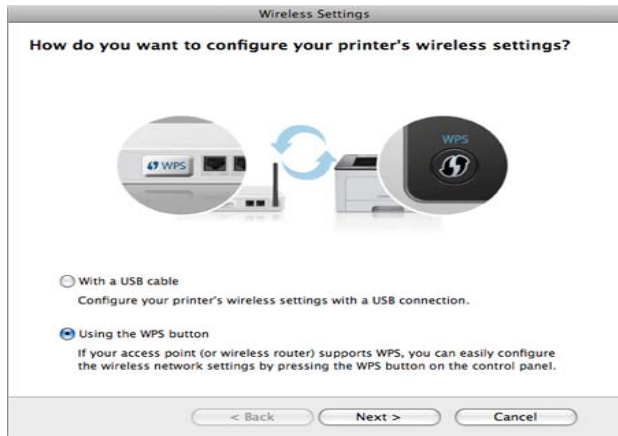 Wireless Settings
How do you want to configure your printer's wireless settings?
WPS
WPS
With a USB cable
Configure your printer's wireless settings with a USB connection.
Using the WPS button
If your access point (or wireless router) supports WPS, you can easily configure
the wireless network settings by pressing the WPS button on the control panel.
< Back
Next >
Cancel